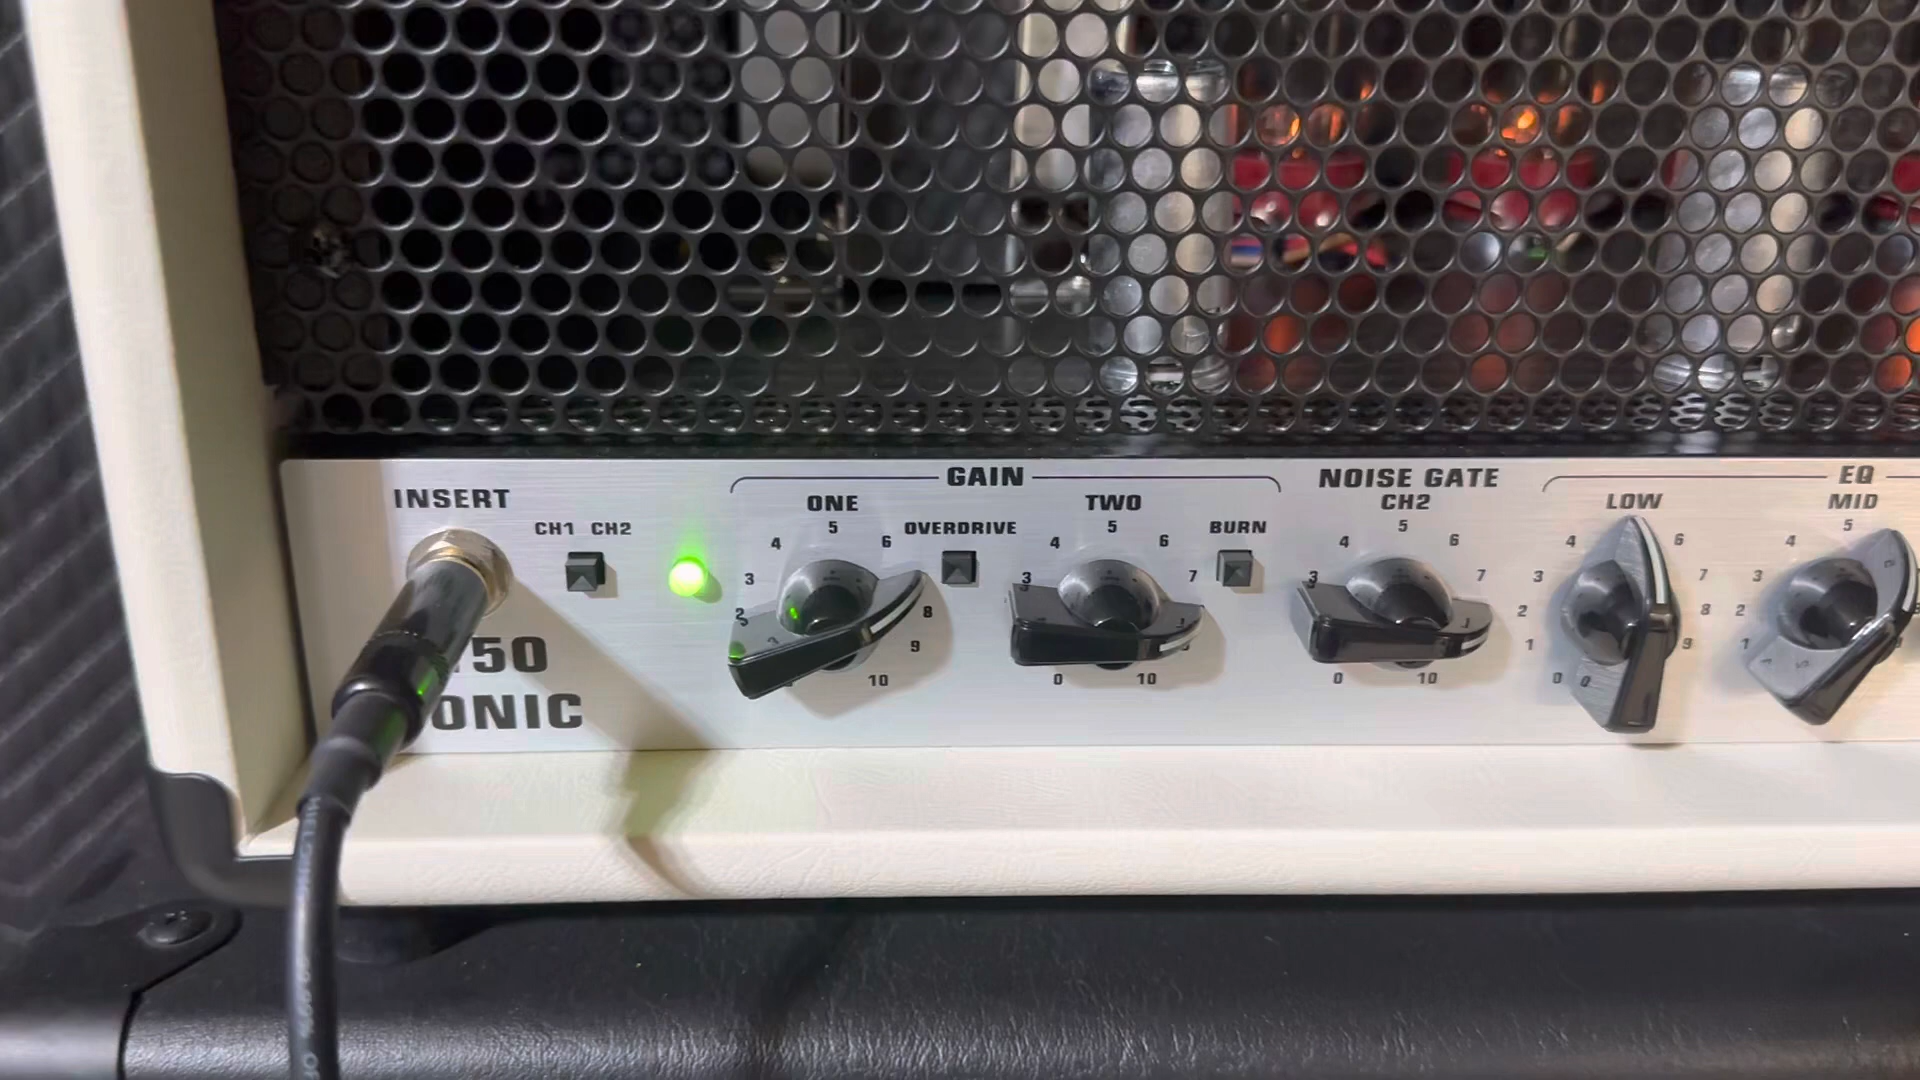 INSERT
CH1 CH2
50
ONIC
GAIN
ONE
2 3 4 5 6 8 9 10
OVERDRIVE
TWO
0 3 4 5 6 7 10
BURN
NOISE GATE
CH2
0 3 4 5 6 7 10
EQ
LOW
0 1 2 3 4 6 7 8 9
MID
1 2 3 4 5